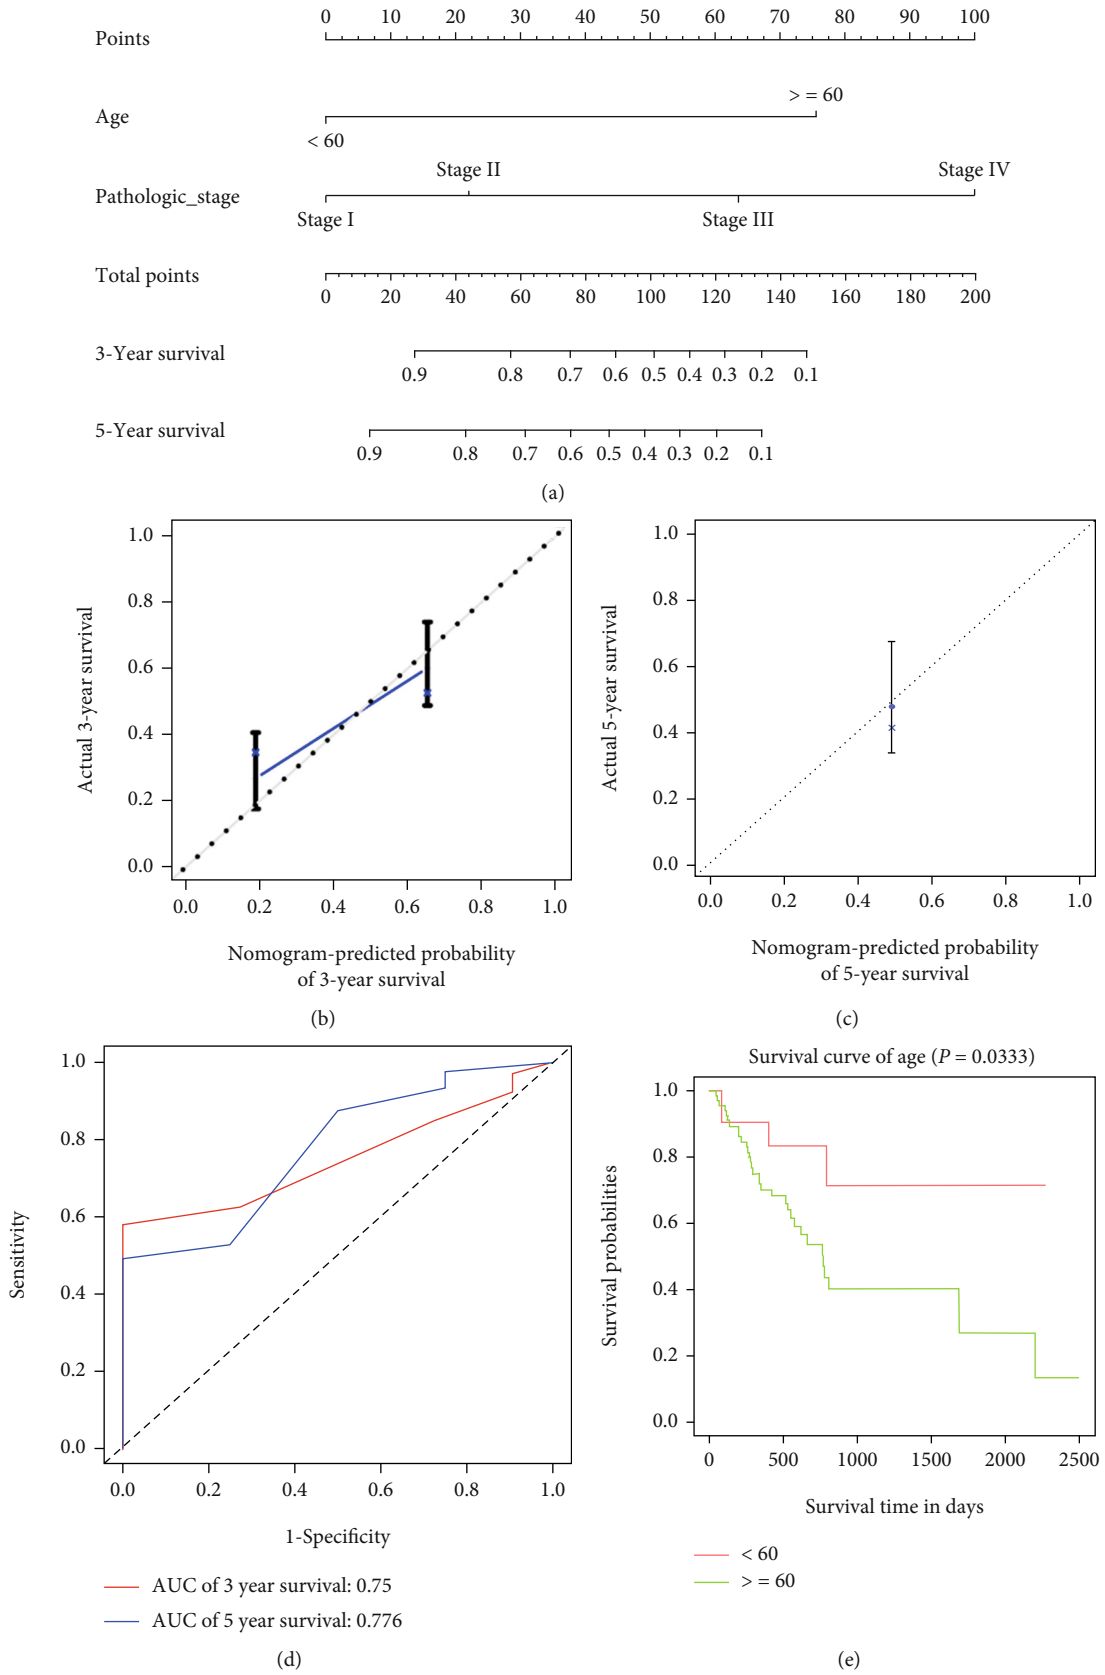 Points
0 10 20 30 40 50 60 70 80 90 100
Age
> = 60
< 60
Pathologic_stage
Stage II
Stage IV
Stage I
Stage III
Total points
0 20 40 60 80 100 120 140 160 180 200
3-Year survival
0.9 0.8 0.7 0.6 0.5 0.4 0.3 0.2 0.1
5-Year survival
0.9 0.8 0.7 0.6 0.5 0.4 0.3 0.2 0.1
(a)
Actual 3-year survival
1.0
0.8
0.6
0.4
0.2
0.0
0.0 0.2 0.4 0.6 0.8 1.0
Nomogram-predicted probability
of 3-year survival
(b)
Actual 5-year survival
1.0
0.8
0.6
0.4
0.2
0.0
0.0 0.2 0.4 0.6 0.8 1.0
Nomogram-predicted probability
of 5-year survival
(c)
Sensitivity
1.0
0.8
0.6
0.4
0.2
0.0
0.0 0.2 0.4 0.6 0.8 1.0
1-Specificity
AUC of 3 year survival: 0.75
AUC of 5 year survival: 0.776
(d)
Survival curve of age (P = 0.0333)
Survival probabilities
1.0
0.8
0.6
0.4
0.2
0.0
0 500 1000 1500 2000 2500
Survival time in days
< 60
> = 60
(e)